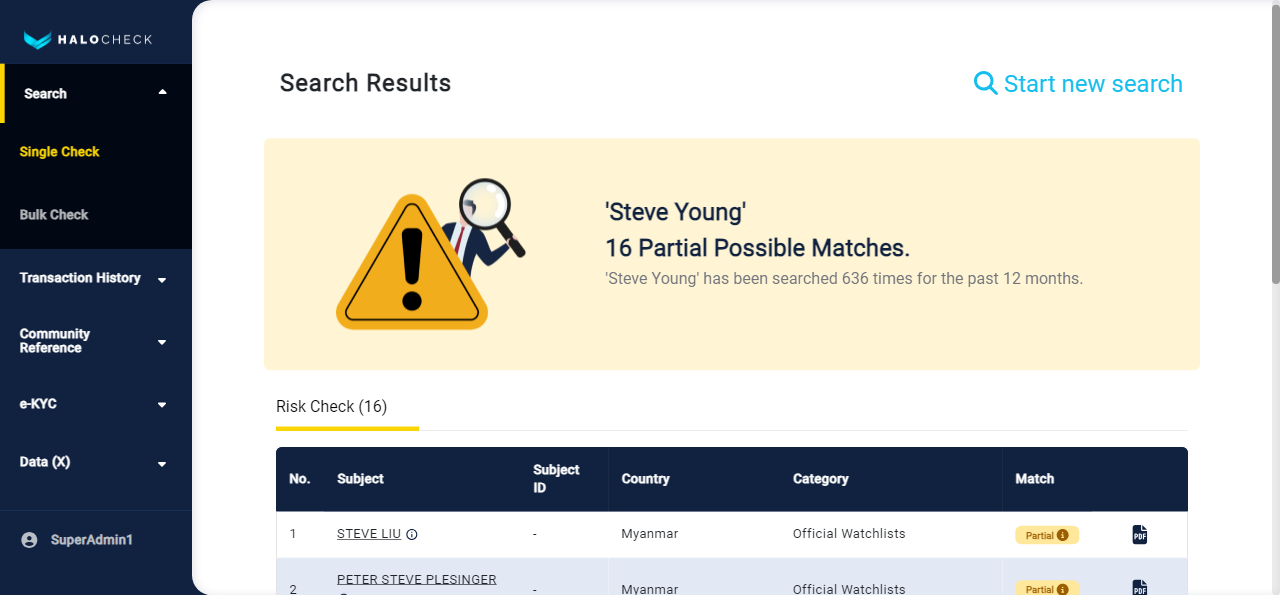 HALOCHECK
Search
Single Check
Bulk Check
Transaction History
Community
Reference
e-KYC
Data (X)
SuperAdmin1
Search Results
Start new search
'Steve Young'
16 Partial Possible Matches.
'Steve Young' has been searched 636 times for the past 12 months.
Risk Check (16)
No. Subject Subject ID Country Category Match
1 STEVE LIU - Myanmar Official Watchlists Partial PDF
2 PETER STEVE PLESINGER - Myanmar Official Watchlists Partial PDF